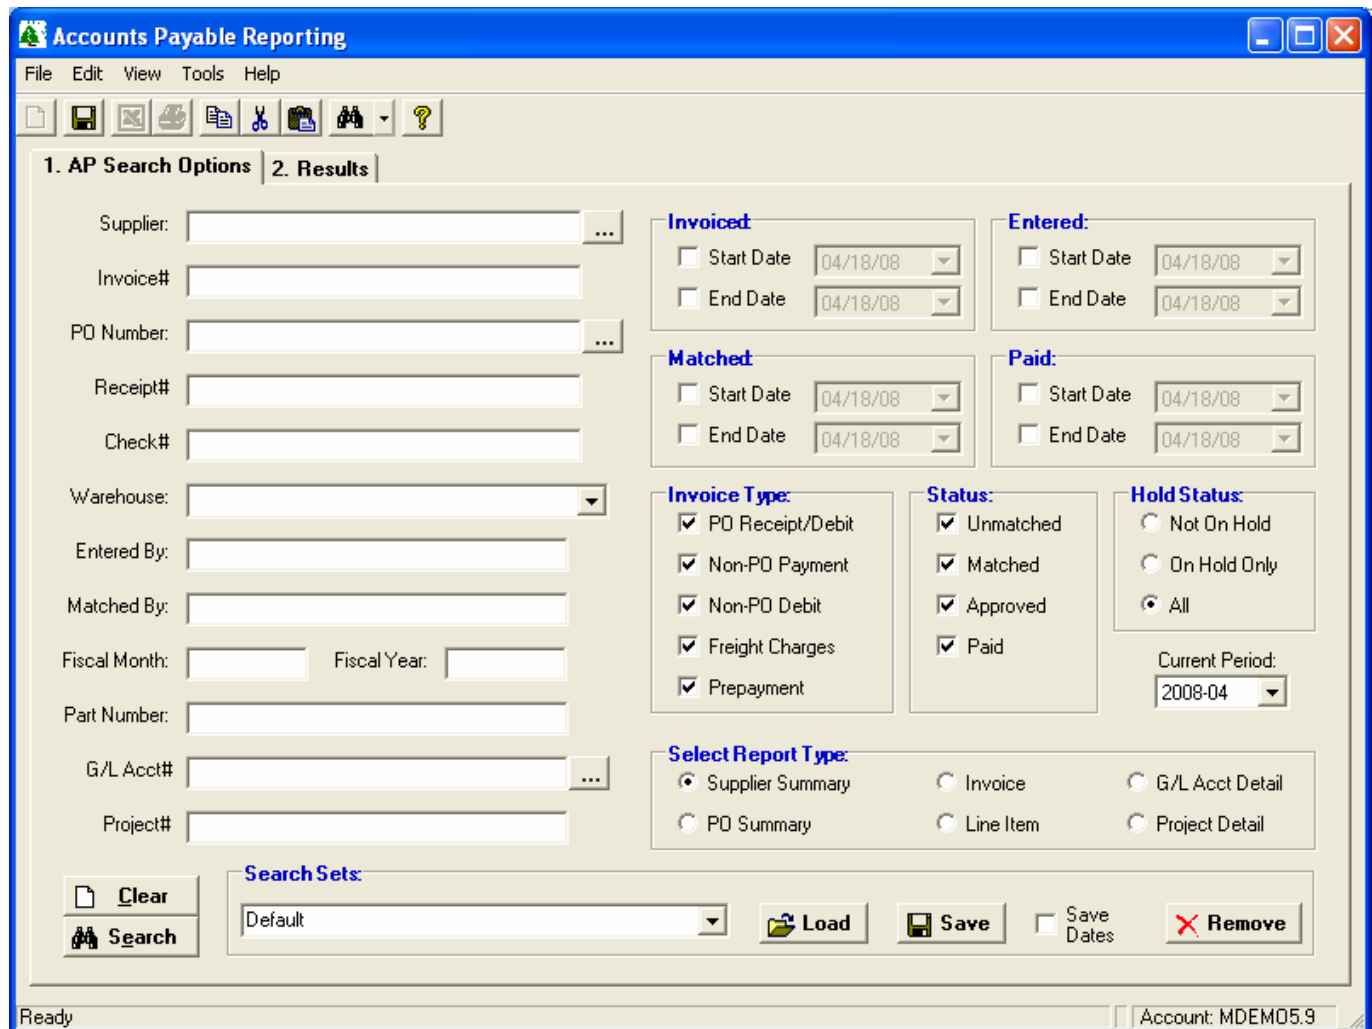 Accounts Payable Reporting
File Edit View Tools Help
1. AP Search Options 2. Results
Supplier: ...
Invoice#
PO Number: ...
Receipt#
Check#
Warehouse:
Entered By:
Matched By:
Fiscal Month: Fiscal Year:
Part Number:
G/L Acct# ...
Project#
Invoiced:
Start Date 04/18/08
End Date 04/18/08
Entered:
Start Date 04/18/08
End Date 04/18/08
Matched:
Start Date 04/18/08
End Date 04/18/08
Paid:
Start Date 04/18/08
End Date 04/18/08
Invoice Type:
PO Receipt/Debit
Non-PO Payment
Non-PO Debit
Freight Charges
Prepayment
Status:
Unmatched
Matched
Approved
Paid
Hold Status:
Not On Hold
On Hold Only
All
Current Period:
2008-04
Select Report Type:
Supplier Summary Invoice G/L Acct Detail
PO Summary Line Item Project Detail
Clear
Search
Search Sets:
Default Load Save Save Dates Remove
Ready Account: MDEMO5.9